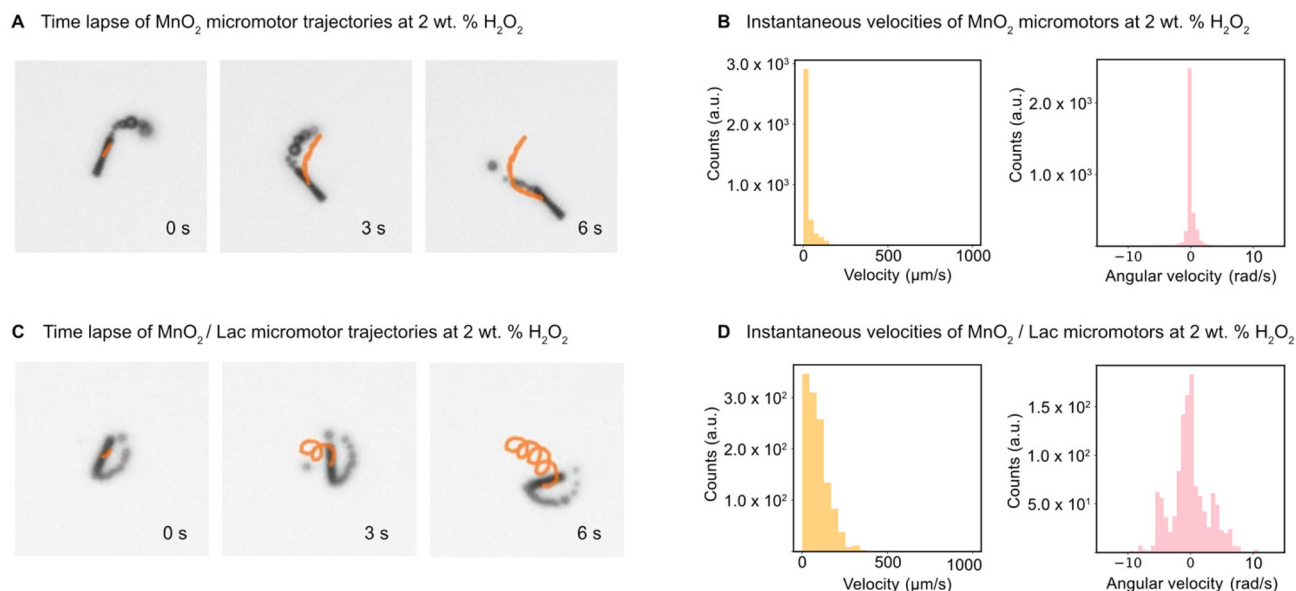 A Time lapse of MnO₂ micromotor trajectories at 2 wt. % H₂O₂
0 s
3 s
6 s
B Instantaneous velocities of MnO₂ micromotors at 2 wt. % H₂O₂
Counts (a.u.)
3.0 x 10³
2.0 x 10³
1.0 x 10³
0 500 1000
Velocity (µm/s)
Counts (a.u.)
2.0 x 10³
1.0 x 10³
−10 0 10
Angular velocity (rad/s)
C Time lapse of MnO₂ / Lac micromotor trajectories at 2 wt. % H₂O₂
0 s
3 s
6 s
D Instantaneous velocities of MnO₂ / Lac micromotors at 2 wt. % H₂O₂
Counts (a.u.)
3.0 x 10²
2.0 x 10²
1.0 x 10²
0 500 1000
Velocity (µm/s)
Counts (a.u.)
1.5 x 10²
1.0 x 10²
5.0 x 10¹
−10 0 10
Angular velocity (rad/s)